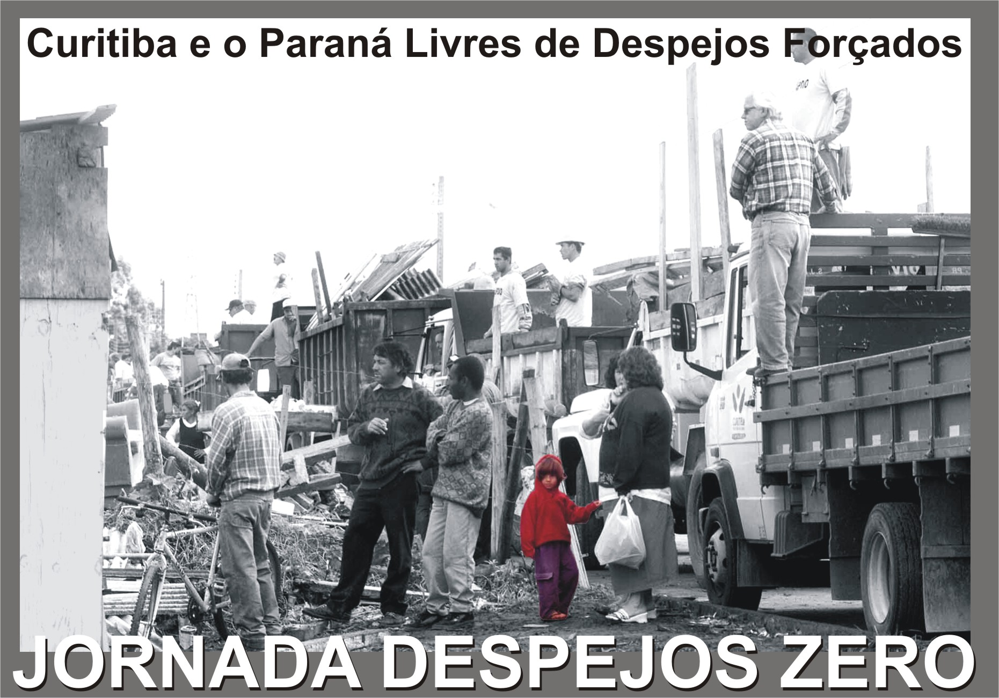 Curitiba e o Paraná Livres de Despejos Forçados
JORNADA DESPEJOS ZERO